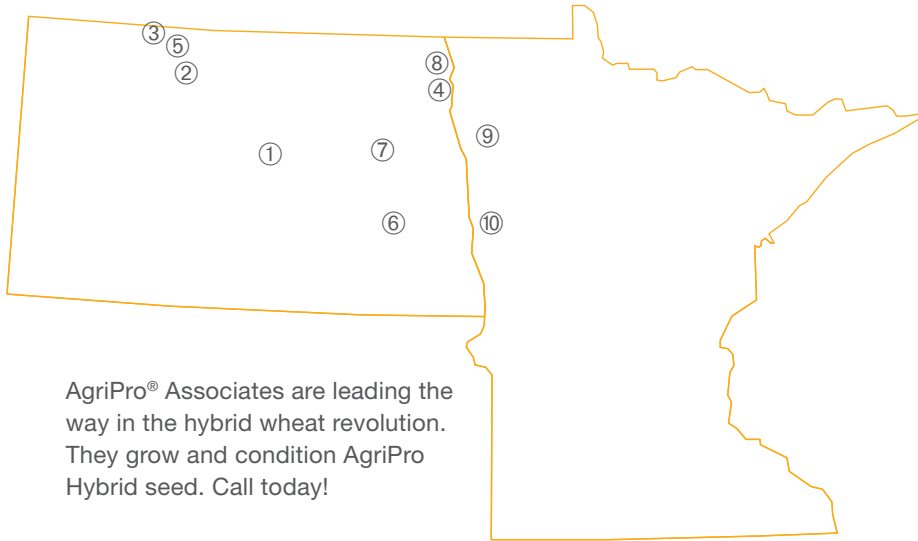 ③
⑤
②
⑧
④
⑨
①
⑦
⑥
⑩
AgriPro® Associates are leading the
way in the hybrid wheat revolution.
They grow and condition AgriPro
Hybrid seed. Call today!